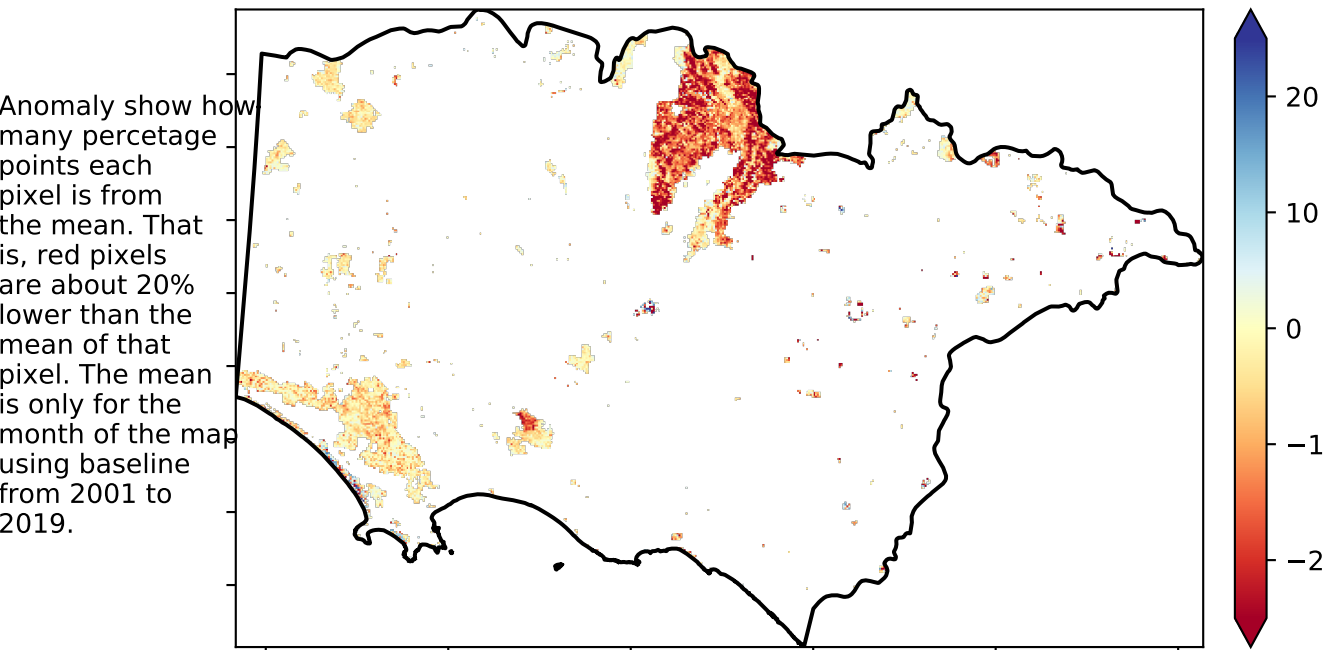 Anomaly show how
many percetage
points each
pixel is from
the mean. That
is, red pixels
are about 20%
lower than the
mean of that
pixel. The mean
is only for the
month of the map
using baseline
from 2001 to
2019.
20
10
0
−1
−2